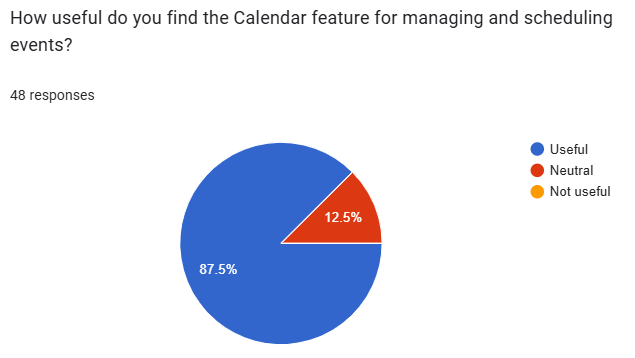 How useful do you find the Calendar feature for managing and scheduling
events?
48 responses
Useful
Neutral
Not useful
12.5%
87.5%